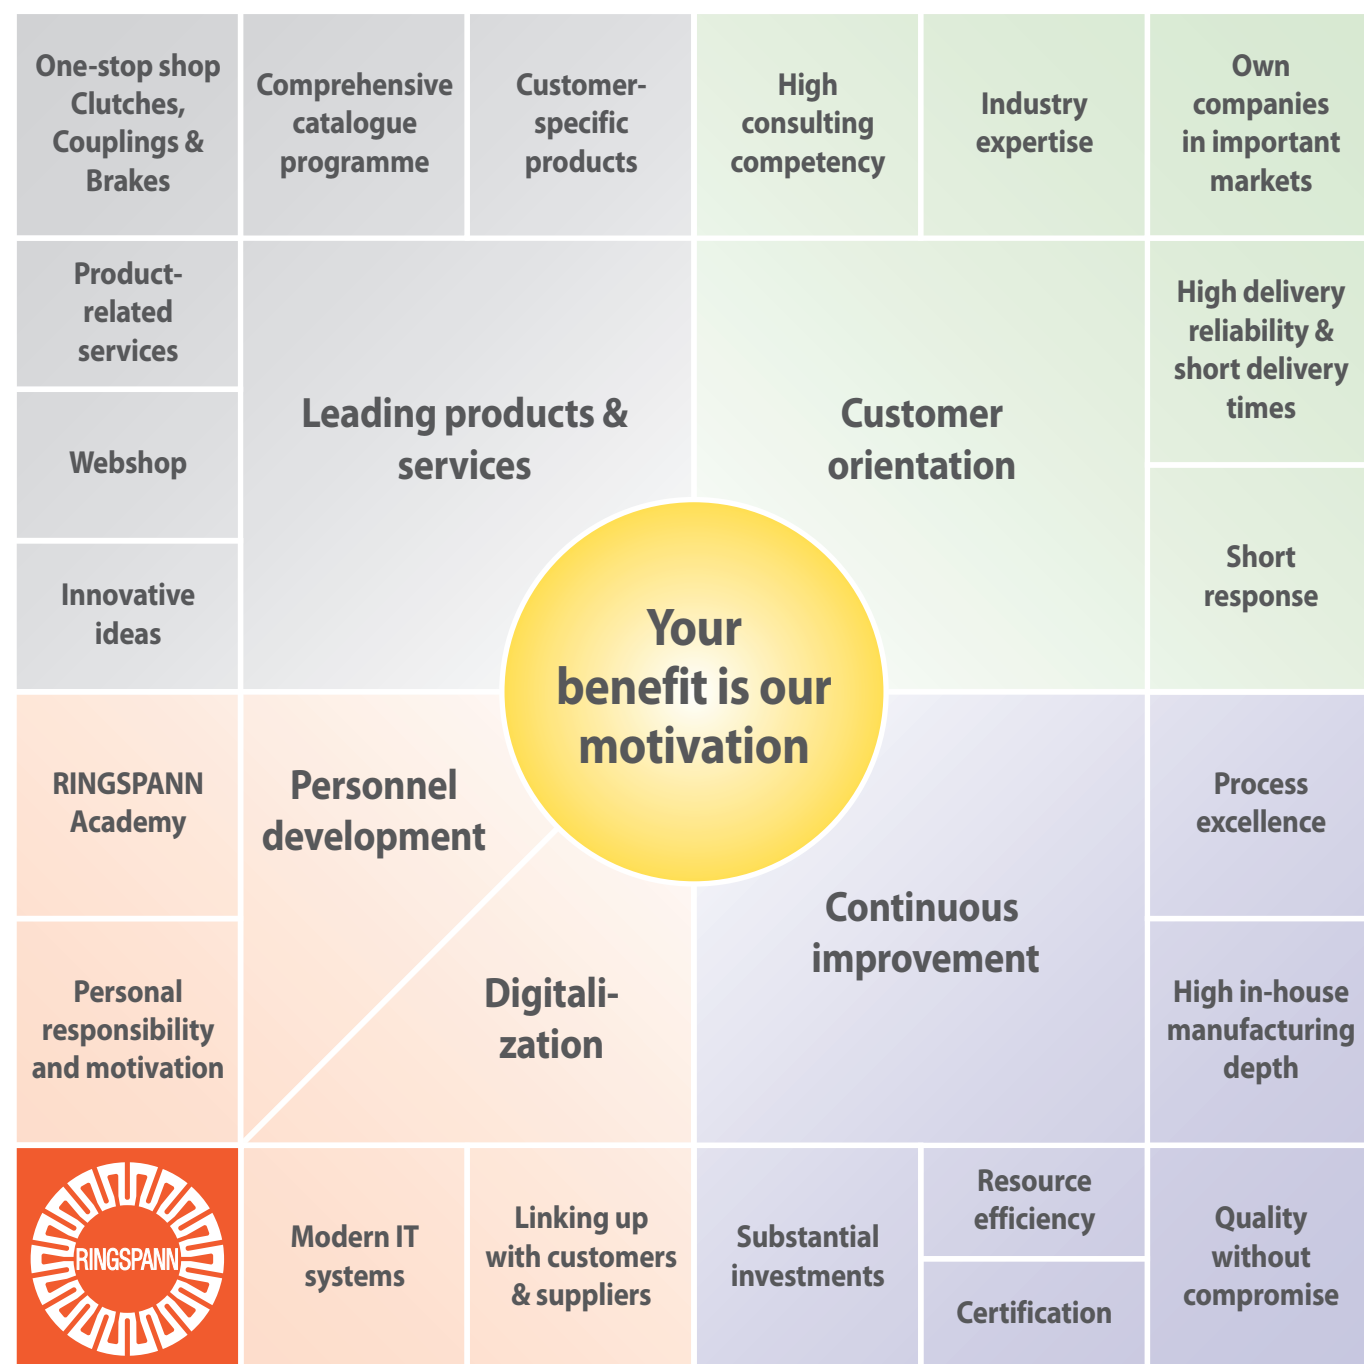 One-stop shop
Clutches,
Couplings &
Brakes
Comprehensive
catalogue
programme
Customer-
specific
products
High
consulting
competency
Industry
expertise
Own
companies
in important
markets
Product-
related
services
Webshop
Innovative
ideas
Leading products &
services
Customer
orientation
High delivery
reliability &
short delivery
times
Short
response
Your
benefit is our
motivation
RINGSPANN
Academy
Personal
responsibility
and motivation
Personnel
development
Digitali-
zation
Continuous
improvement
Process
excellence
High in-house
manufacturing
depth
RINGSPANN
Modern IT
systems
Linking up
with customers
& suppliers
Substantial
investments
Resource
efficiency
Certification
Quality
without
compromise